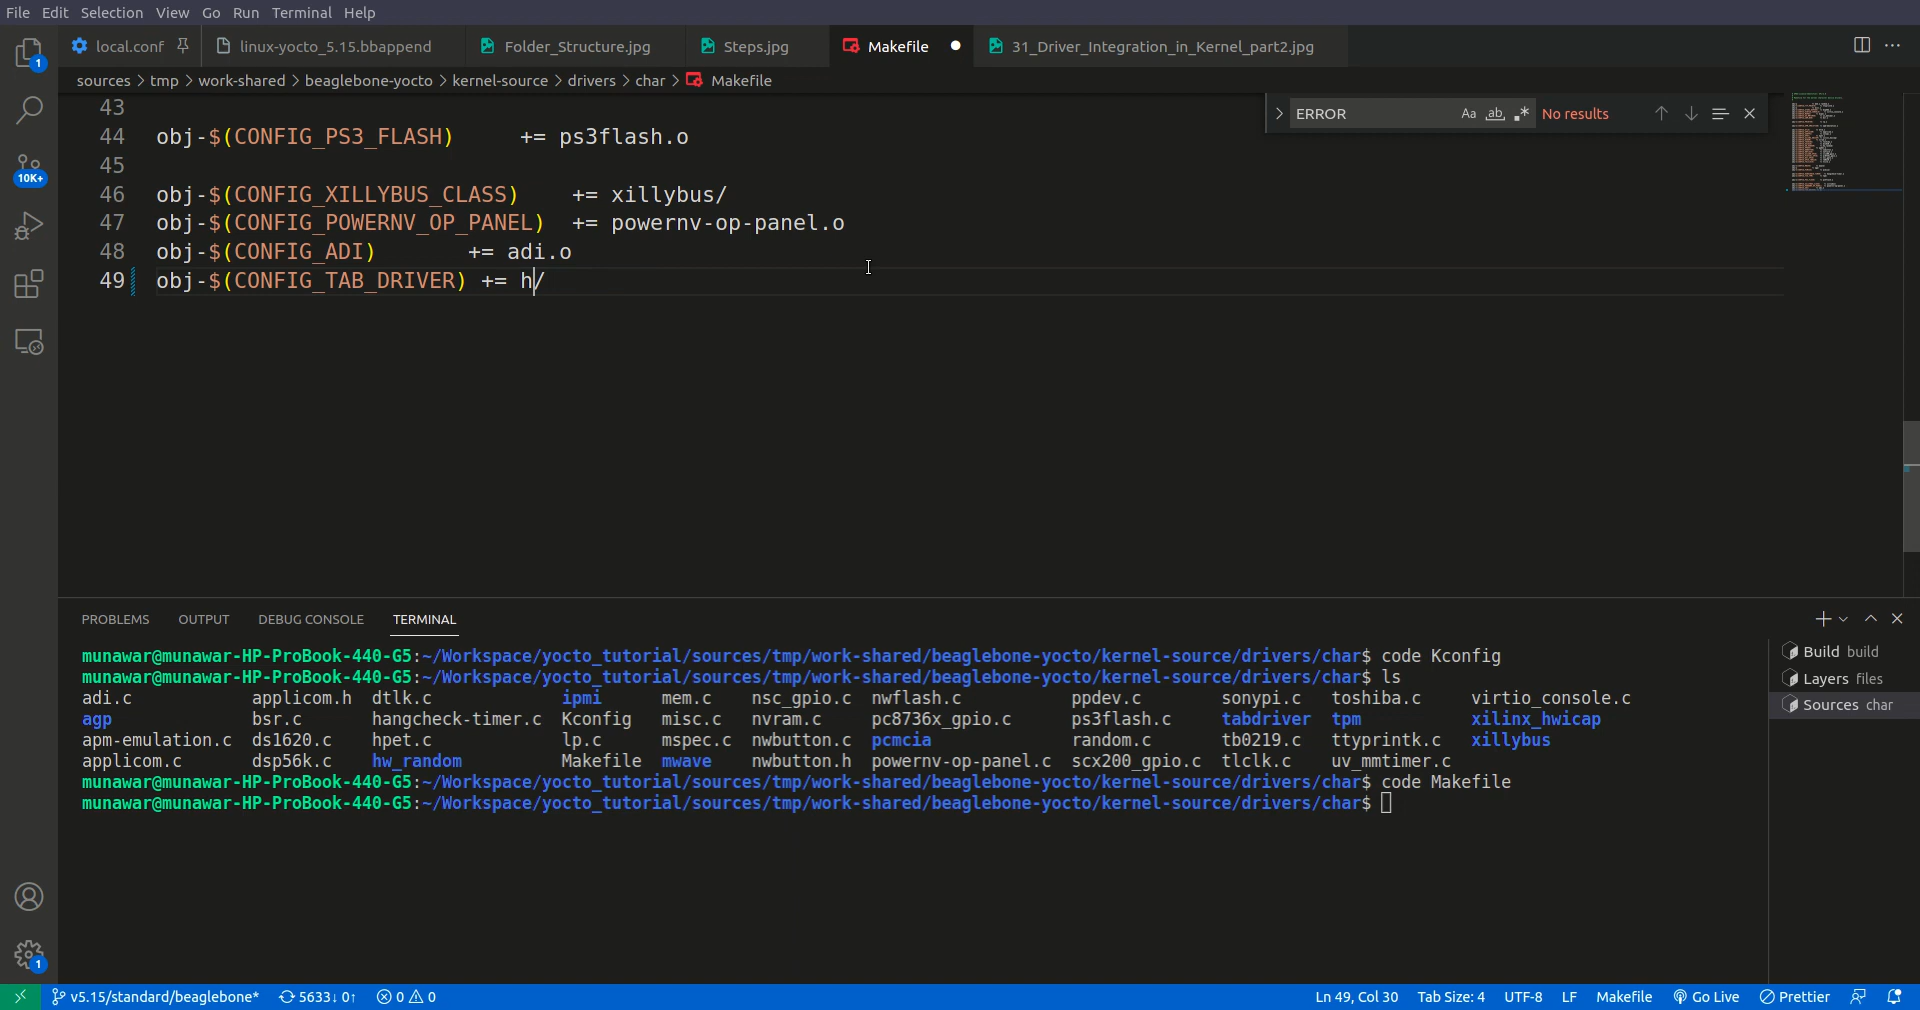 File Edit Selection View Go Run Terminal Help
local.conf linux-yocto_5.15.bbappend Folder_Structure.jpg Steps.jpg Makefile 31_Driver_Integration_in_Kernel_part2.jpg
sources > tmp > work-shared > beaglebone-yocto > kernel-source > drivers > char > Makefile
ERROR Aa ab .* No results
43
44 obj-$(CONFIG_PS3_FLASH) += ps3flash.o
45
46 obj-$(CONFIG_XILLYBUS_CLASS) += xillybus/
47 obj-$(CONFIG_POWERNV_OP_PANEL) += powernv-op-panel.o
48 obj-$(CONFIG_ADI) += adi.o
49 obj-$(CONFIG_TAB_DRIVER) += h/
1
10K+
1
PROBLEMS OUTPUT DEBUG CONSOLE TERMINAL
munawar@munawar-HP-ProBook-440-G5:~/Workspace/yocto_tutorial/sources/tmp/work-shared/beaglebone-yocto/kernel-source/drivers/char$ code Kconfig
munawar@munawar-HP-ProBook-440-G5:~/Workspace/yocto_tutorial/sources/tmp/work-shared/beaglebone-yocto/kernel-source/drivers/char$ ls
adi.c applicom.h dtlk.c ipmi mem.c nsc_gpio.c nwflash.c ppdev.c sonypi.c toshiba.c virtio_console.c
agp bsr.c hangcheck-timer.c Kconfig misc.c nvram.c pc8736x_gpio.c ps3flash.c tabdriver tpm xilinx_hwicap
apm-emulation.c ds1620.c hpet.c lp.c mspec.c nwbutton.c pcmcia random.c tb0219.c ttyprintk.c xillybus
applicom.c dsp56k.c hw_random Makefile mwave nwbutton.h powernv-op-panel.c scx200_gpio.c tlclk.c uv_mmtimer.c
munawar@munawar-HP-ProBook-440-G5:~/Workspace/yocto_tutorial/sources/tmp/work-shared/beaglebone-yocto/kernel-source/drivers/char$ code Makefile
munawar@munawar-HP-ProBook-440-G5:~/Workspace/yocto_tutorial/sources/tmp/work-shared/beaglebone-yocto/kernel-source/drivers/char$
Build build
Layers files
Sources char
v5.15/standard/beaglebone* 5633↓ 0↑ 0 0 Ln 49, Col 30 Tab Size: 4 UTF-8 LF Makefile Go Live Prettier